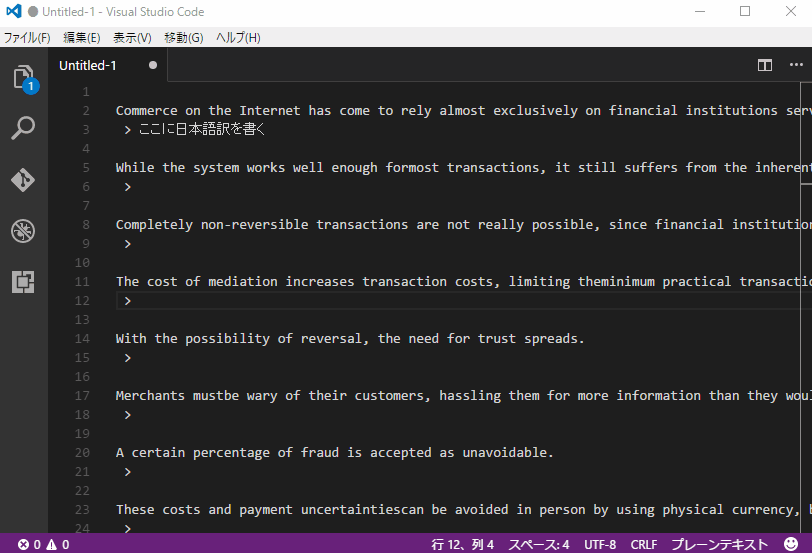 Untitled-1 - Visual Studio Code
ファイル(F) 編集(E) 表示(V) 移動(G) ヘルプ(H)
Untitled-1
1
1
2 Commerce on the Internet has come to rely almost exclusively on financial institutions serv
3 > ここに日本語訳を書く
4
5 While the system works well enough formost transactions, it still suffers from the inherent
6 >
7
8 Completely non-reversible transactions are not really possible, since financial institution
9 >
10
11 The cost of mediation increases transaction costs, limiting theminimum practical transactio
12 >
13
14 With the possibility of reversal, the need for trust spreads.
15 >
16
17 Merchants mustbe wary of their customers, hassling them for more information than they woul
18 >
19
20 A certain percentage of fraud is accepted as unavoidable.
21 >
22
23 These costs and payment uncertaintiescan be avoided in person by using physical currency, b
24 >
0 0 行 12、列 4 スペース: 4 UTF-8 CRLF プレーンテキスト